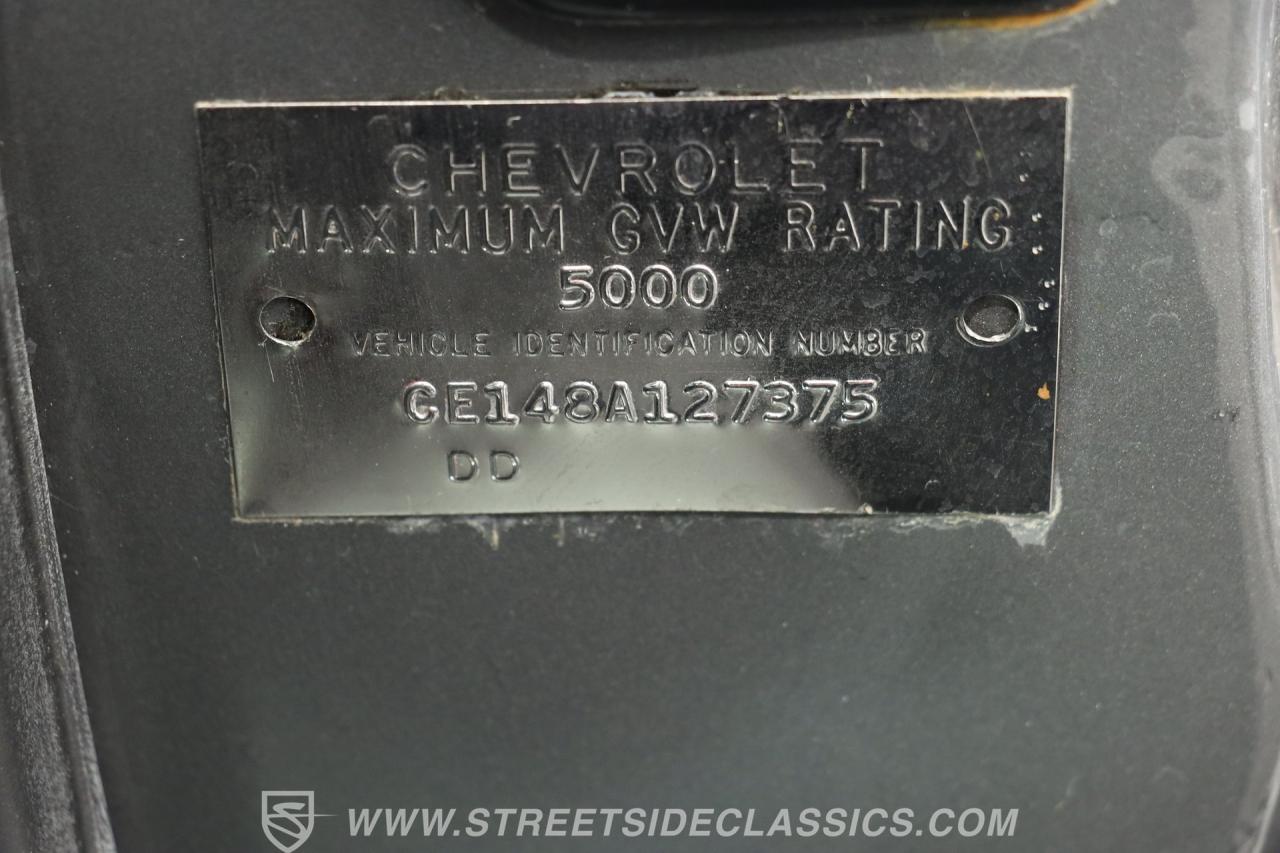 CHEVROLET
MAXIMUM GVW RATING
5000
VEHICLE IDENTIFICATION NUMBER
CE148A127375
DD
WWW.STREETSIDECLASSICS.COM